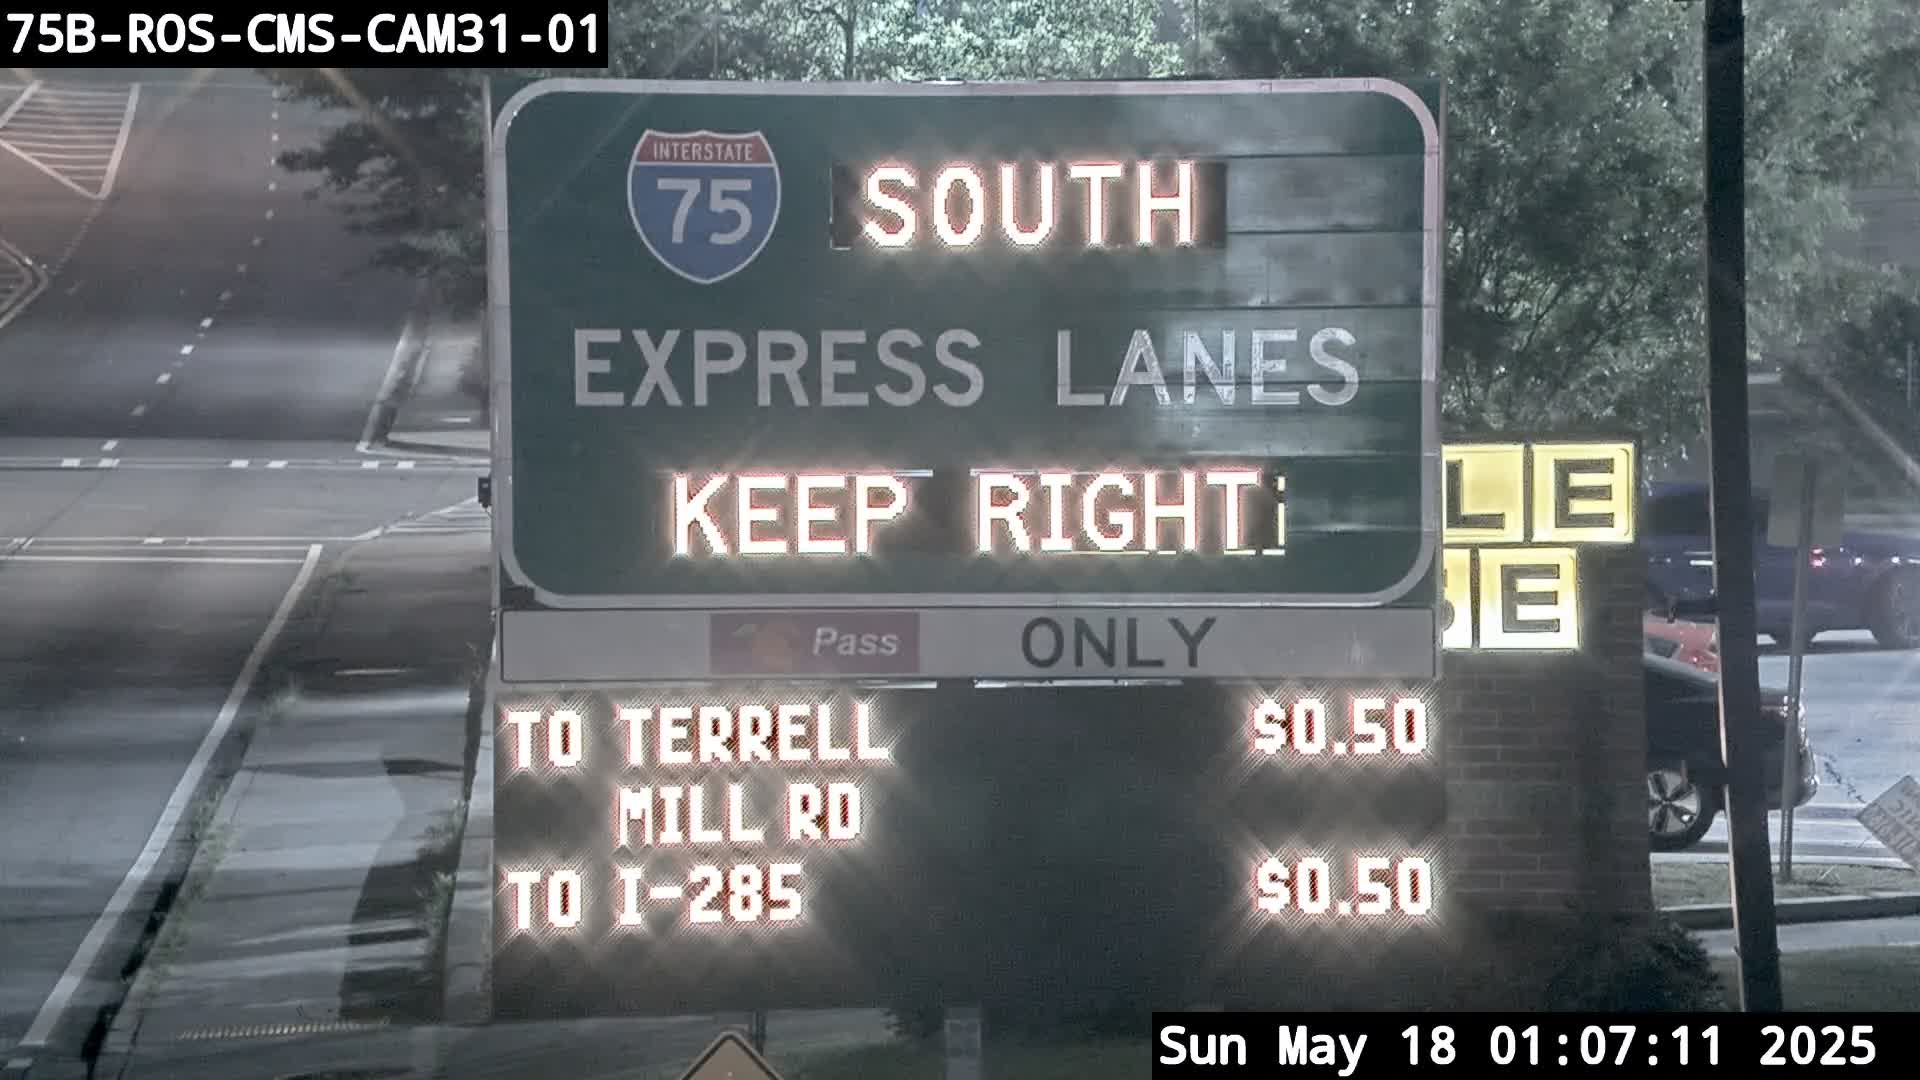 75B-ROS-CMS-CAM31-01
INTERSTATE
75
SOUTH
EXPRESS LANES
KEEP RIGHT
Pass ONLY
TO TERRELL $0.50
MILL RD
TO I-285 $0.50
LE
E
Sun May 18 01:07:11 2025